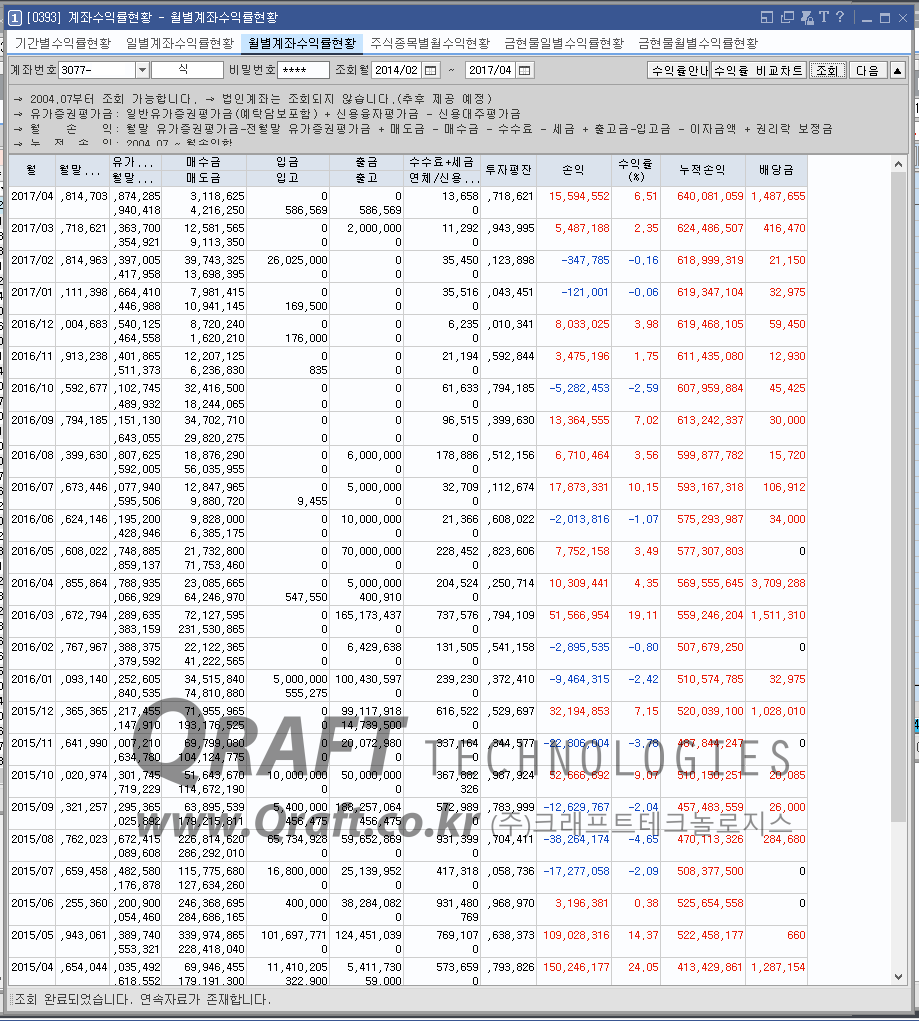 [0393] 계좌수익률현황 - 월별계좌수익률현황
기간별수익률현황 일별계좌수익률현황 월별계좌수익률현황 주식종목별월수익현황 금현물일별수익률현황 금현물월별수익률현황
계좌번호 3077- 식 비밀번호 **** 조회월 2014/02 ~ 2017/04 수익율안내 수익율 비교차트 조회 다음 ▲
→ 2004.07부터 조회 가능합니다. → 법인계좌는 조회되지 않습니다.(추후 제공 예정)
→ 유가증권평가금: 일반유가증권평가금(예탁담보포함) + 신용융자평가금 - 신용대주평가금
→ 월 손 익: 월말 유가증권평가금-전월말 유가증권평가금 + 매도금 - 매수금 - 수수료 - 세금 + 출고금-입고금 - 이자금액 + 권리락 보정금
→ 누 적 손 익: 2004.07 ~ 월손익합
월 월말... 유가... 매수금 입금 출금 수수료+세금 투자평잔 손익 수익율 누적손익 배당금
월말... 매도금 입고 출고 연체/신용... (%)
2017/04 ,814,703 ,874,285 3,118,625 0 0 13,658 ,718,621 15,594,552 6.51 640,081,059 1,487,655
,940,418 4,216,250 586,569 586,569 0
2017/03 ,718,621 ,363,700 12,581,565 0 2,000,000 11,292 ,943,995 5,487,188 2.35 624,486,507 416,470
,354,921 9,113,350 0 0 0
2017/02 ,814,963 ,397,005 39,743,325 26,025,000 0 35,450 ,123,898 -347,785 -0.16 618,999,319 21,150
,417,958 13,698,395 0 0 0
2017/01 ,111,398 ,664,410 7,981,415 0 0 35,516 ,043,451 -121,001 -0.06 619,347,104 32,975
,446,988 10,941,145 169,500 0 0
2016/12 ,004,683 ,540,125 8,720,240 0 0 6,235 ,010,341 8,033,025 3.98 619,468,105 59,450
,464,558 1,620,210 176,000 0 0
2016/11 ,913,238 ,401,865 12,207,125 0 0 21,194 ,592,844 3,475,196 1.75 611,435,080 12,930
,511,373 6,236,830 835 0 0
2016/10 ,592,677 ,102,745 32,416,500 0 0 61,633 ,794,185 -5,282,453 -2.59 607,959,884 45,425
,489,932 18,244,065 0 0 0
2016/09 ,794,185 ,151,130 34,702,710 0 0 96,515 ,399,630 13,364,555 7.02 613,242,337 30,000
,643,055 29,820,275 0 0 0
2016/08 ,399,630 ,807,625 18,876,290 0 6,000,000 178,886 ,512,156 6,710,464 3.56 599,877,782 15,720
,592,005 56,035,955 0 0 0
2016/07 ,673,446 ,077,940 12,847,965 0 5,000,000 32,709 ,112,674 17,873,331 10.15 593,167,318 106,912
,595,506 9,880,720 9,455 0 0
2016/06 ,624,146 ,195,200 9,828,000 0 10,000,000 21,366 ,608,022 -2,013,816 -1.07 575,293,987 34,000
,428,946 6,385,175 0 0 0
2016/05 ,608,022 ,748,885 21,732,800 0 70,000,000 228,452 ,823,606 7,752,158 3.49 577,307,803 0
,859,137 71,753,460 0 0 0
2016/04 ,855,864 ,788,935 23,085,665 0 5,000,000 204,524 ,250,714 10,309,441 4.35 569,555,645 3,709,288
,066,929 64,246,970 547,550 400,910 0
2016/03 ,672,794 ,289,635 72,127,595 0 165,173,437 737,576 ,794,109 51,566,954 19.11 559,246,204 1,511,310
,383,159 231,530,865 0 0 0
2016/02 ,767,967 ,388,375 22,122,365 0 6,429,638 131,505 ,541,158 -2,895,535 -0.80 507,679,250 0
,379,592 41,222,565 0 0 0
2016/01 ,093,140 ,252,605 34,515,840 5,000,000 100,430,597 239,230 ,372,410 -9,464,315 -2.42 510,574,785 32,975
,840,535 74,810,880 555,275 0 0
2015/12 ,365,365 ,217,455 71,955,965 0 99,117,918 616,522 ,529,697 32,194,853 7.15 520,039,100 1,028,010
,147,910 193,176,525 0 14,739,500 0
2015/11 ,641,990 ,007,210 69,799,080 0 20,072,980 337,164 ,344,577 -22,306,004 -3.78 487,844,247 0
,634,780 104,124,775 0 0 0
2015/10 ,020,974 ,301,745 51,643,670 10,000,000 50,000,000 367,882 ,987,924 52,666,692 9.07 510,150,251 20,085
,719,229 114,672,190 0 0 326
2015/09 ,321,257 ,295,365 63,895,539 5,400,000 186,257,064 572,989 ,783,999 -12,629,767 -2.04 457,483,559 26,000
,025,892 179,215,811 456,475 456,475 0
2015/08 ,762,023 ,672,415 226,814,620 65,734,928 59,652,869 931,399 ,704,411 -38,264,174 -4.65 470,113,326 284,680
,089,608 286,292,010 0 0 0
2015/07 ,659,458 ,482,580 115,775,680 16,800,000 25,139,952 417,318 ,058,736 -17,277,058 -2.09 508,377,500 0
,176,878 127,634,260 0 0 0
2015/06 ,255,360 ,200,900 246,368,695 400,000 38,284,082 931,480 ,968,970 3,196,381 0.38 525,654,558 0
,054,460 284,686,165 0 0 769
2015/05 ,943,061 ,389,740 339,974,865 101,697,771 124,451,039 769,107 ,638,373 109,028,316 14.37 522,458,177 660
,553,321 228,418,040 0 0 0
2015/04 ,654,044 ,035,492 69,946,455 11,410,205 5,411,730 573,659 ,793,826 150,246,177 24.05 413,429,861 1,287,154
,618,552 179,191,300 322,900 59,000 0
QRAFT TECHNOLOGIES
www.Qraft.co.kr (주)크래프트테크놀로지스
조회 완료되었습니다. 연속자료가 존재합니다.